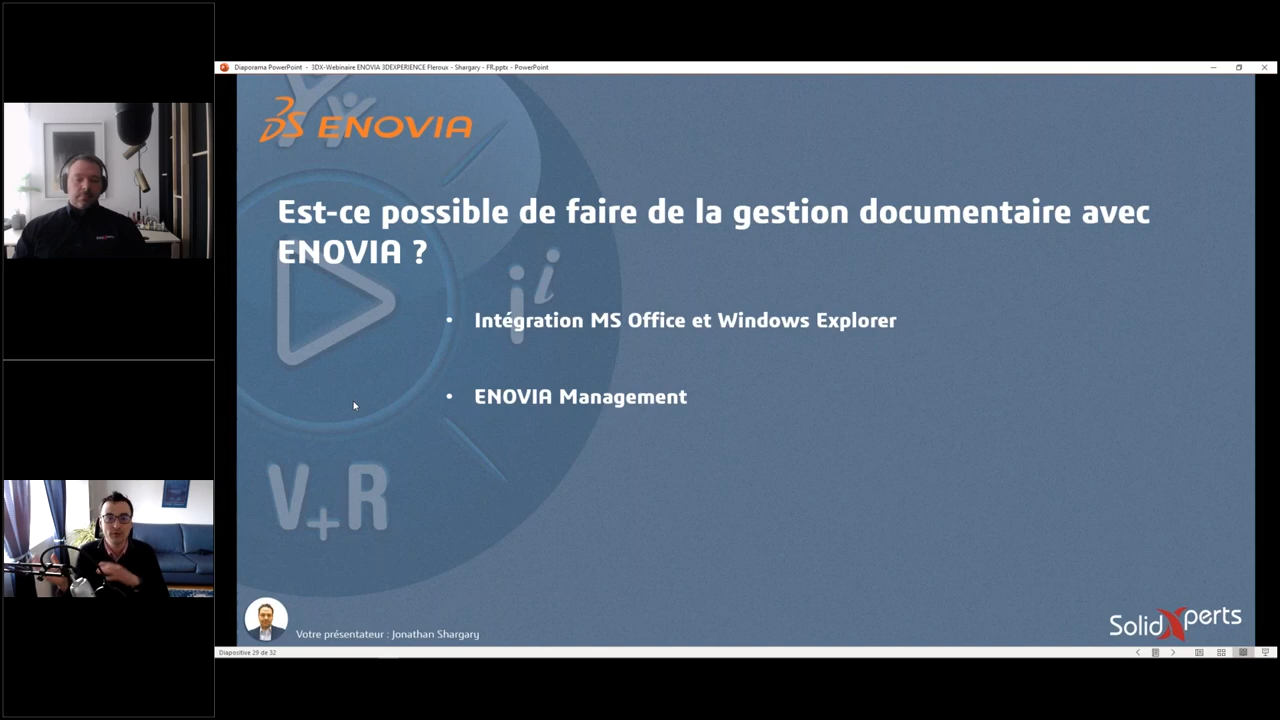 Diaporama PowerPoint - 3DX-Webinaire ENOVIA 3DEXPERIENCE Fleroux - Shargary - FR.pptx - PowerPoint
3S ENOVIA
Est-ce possible de faire de la gestion documentaire avec
ENOVIA ?
• Intégration MS Office et Windows Explorer
• ENOVIA Management
V+R
Votre présentateur : Jonathan Shargary
SolidXperts
Diapositive 29 de 32